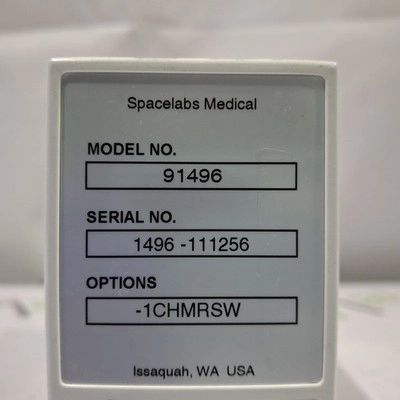 Spacelabs Medical
MODEL NO.
91496
SERIAL NO.
1496 -111256
OPTIONS
-1CHMRSW
Issaquah, WA USA